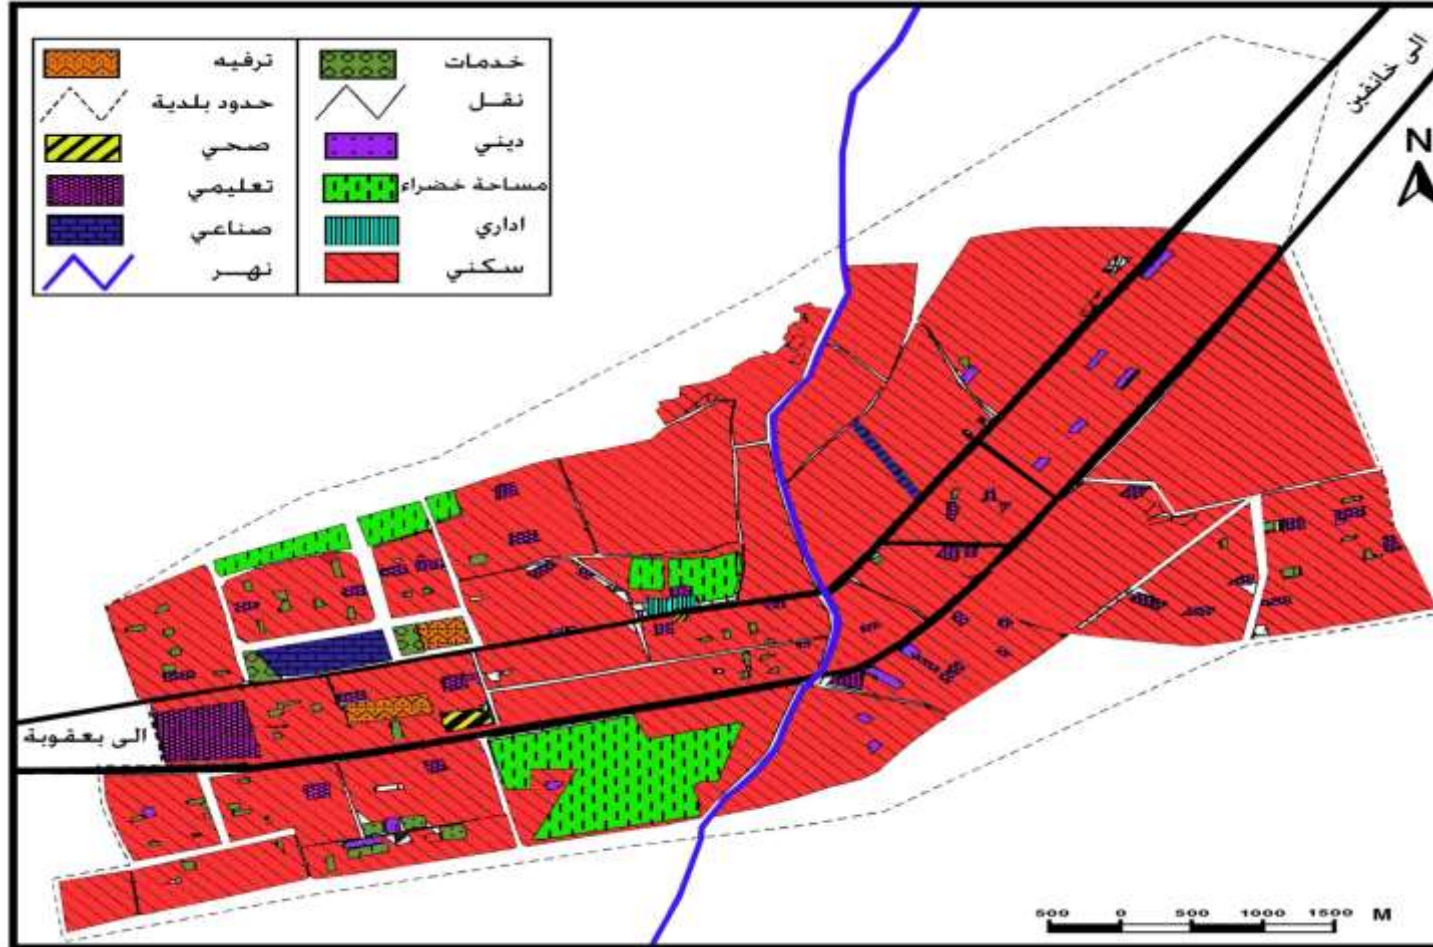 خدمات
نقل
ديني
مساحة خضراء
اداري
سكني
ترفيه
حدود بلدية
صحي
تعليمي
صناعي
نهـر
الى خانقين
N
الى بعقوبة
500 0 500 1000 1500 M